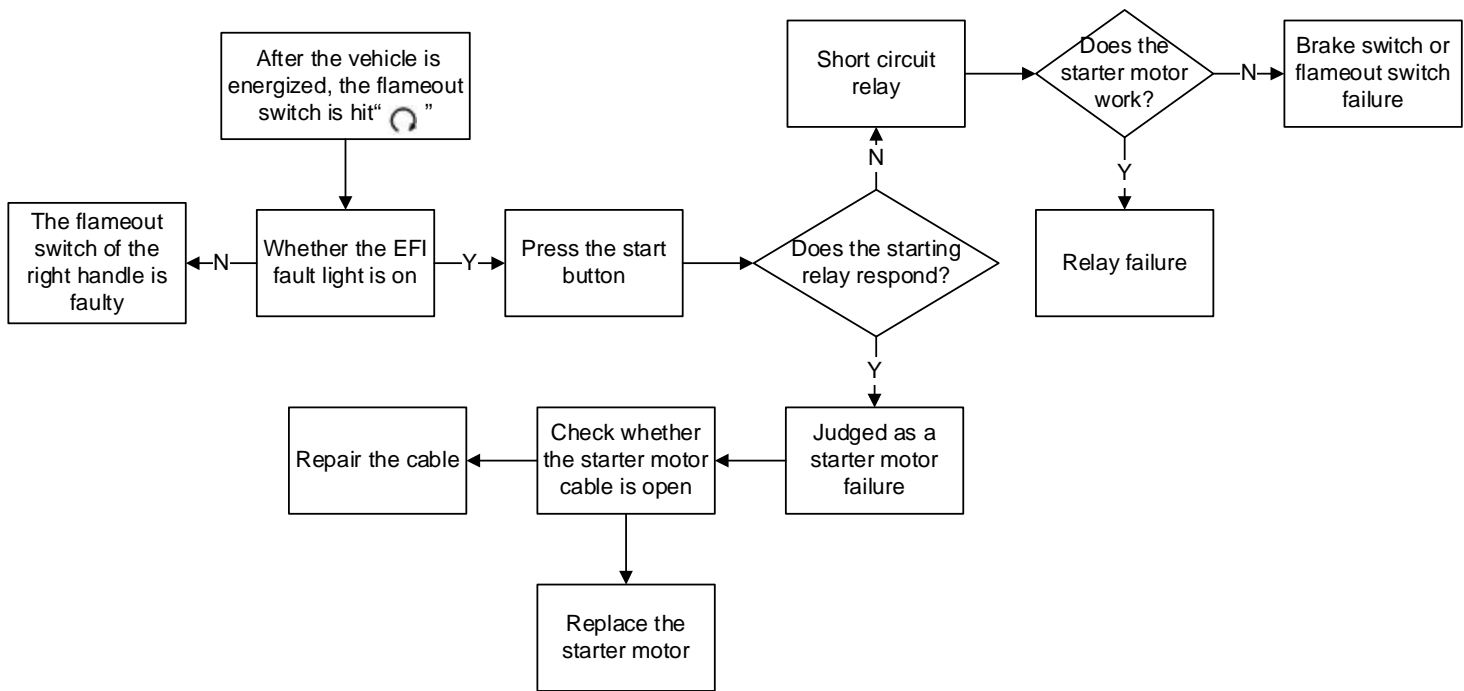 After the vehicle is
energized, the flameout
switch is hit“ ”
Short circuit
relay
Does the
starter motor
work?
N
Brake switch or
flameout switch
failure
N
Y
The flameout
switch of the
right handle is
faulty
N
Whether the EFI
fault light is on
Y
Press the start
button
Does the starting
relay respond?
Relay failure
Y
Repair the cable
Check whether
the starter motor
cable is open
Judged as a
starter motor
failure
Replace the
starter motor